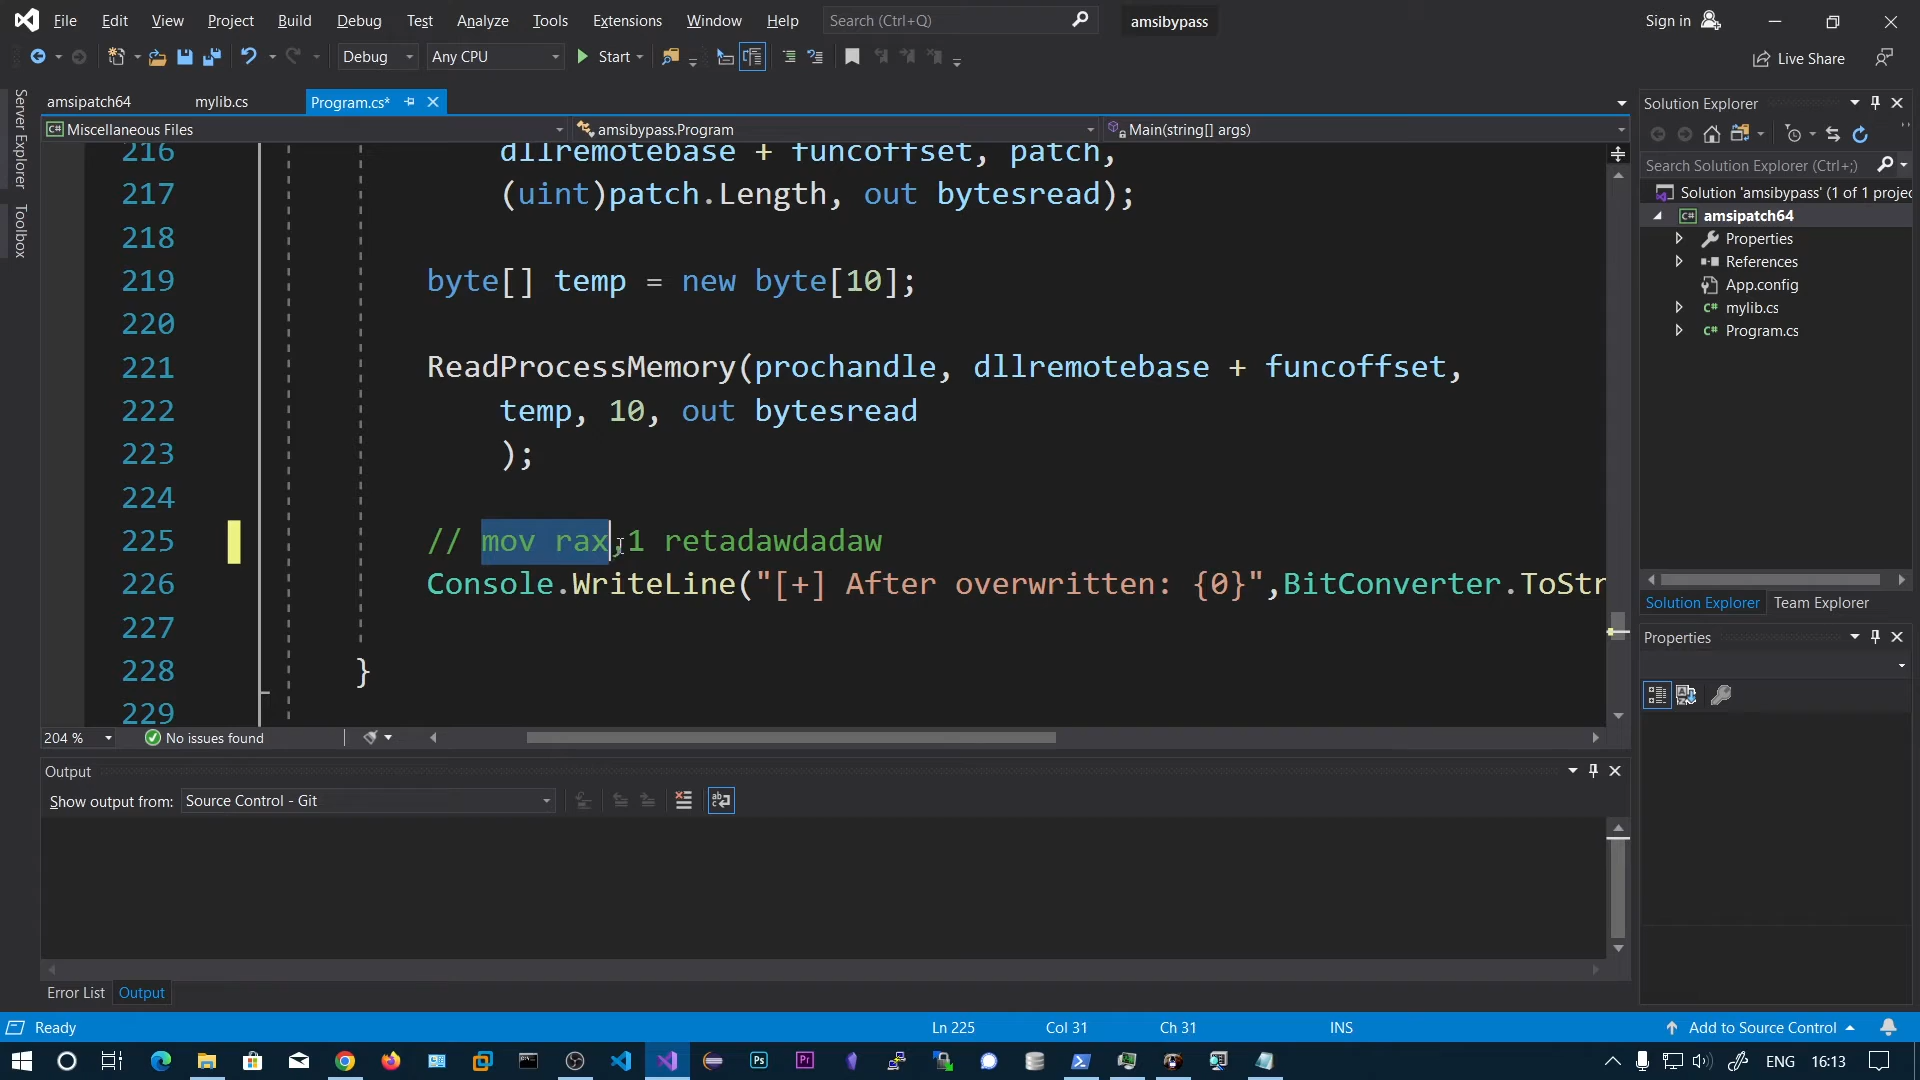 File Edit View Project Build Debug Test Analyze Tools Extensions Window Help Search (Ctrl+Q) amsibypass Sign in
Debug Any CPU Start Live Share
Server Explorer
Toolbox
amsipatch64 mylib.cs Program.cs*
C# Miscellaneous Files amsibypass.Program Main(string[] args)
216 dllremotebase + funcoffset, patch,
217 (uint)patch.Length, out bytesread);
218
219 byte[] temp = new byte[10];
220
221 ReadProcessMemory(prochandle, dllremotebase + funcoffset,
222 temp, 10, out bytesread
223 );
224
225 // mov rax,1 retadawdadaw
226 Console.WriteLine("[+] After overwritten: {0}",BitConverter.ToStr
227
228 }
229
204 % No issues found
Output
Show output from: Source Control - Git
Error List Output
Solution Explorer
Search Solution Explorer (Ctrl+;)
Solution 'amsibypass' (1 of 1 projec
C# amsipatch64
Properties
References
App.config
C# mylib.cs
C# Program.cs
Solution Explorer Team Explorer
Properties
Ready Ln 225 Col 31 Ch 31 INS Add to Source Control
Ps Pr ENG 16:13